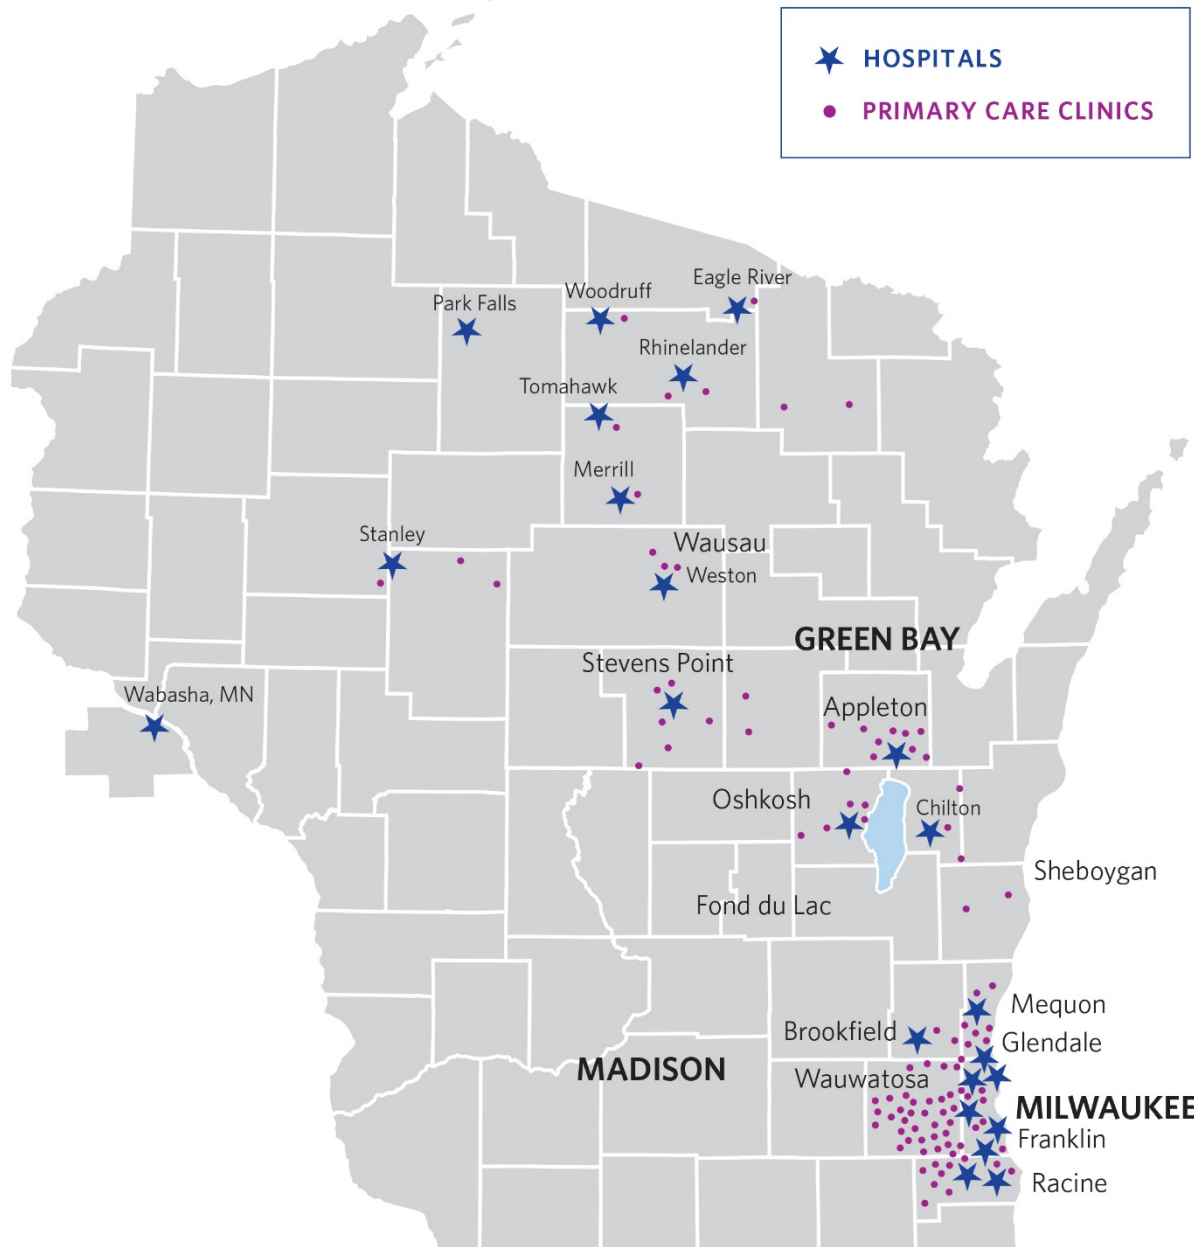 HOSPITALS
PRIMARY CARE CLINICS
Eagle River
Woodruff
Park Falls
Rhinelander
Tomahawk
Merrill
Stanley
Wausau
Weston
GREEN BAY
Stevens Point
Wabasha, MN
Appleton
Oshkosh
Chilton
Sheboygan
Fond du Lac
Mequon
Brookfield
Glendale
MADISON
Wauwatosa
MILWAUKEE
Franklin
Racine